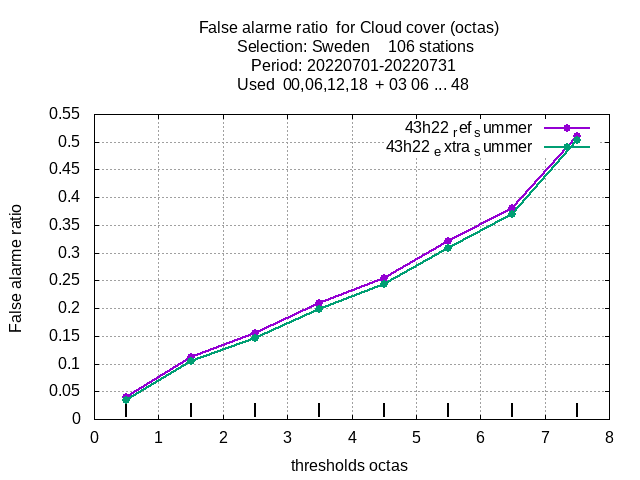 False alarme ratio for Cloud cover (octas)
Selection: Sweden 106 stations
Period: 20220701-20220731
Used 00,06,12,18 + 03 06 ... 48
43h22 ref summer
43h22 extra summer
0.55
0.5
0.45
0.4
0.35
0.3
0.25
0.2
0.15
0.1
0.05
0
False alarme ratio
0 1 2 3 4 5 6 7 8
thresholds octas